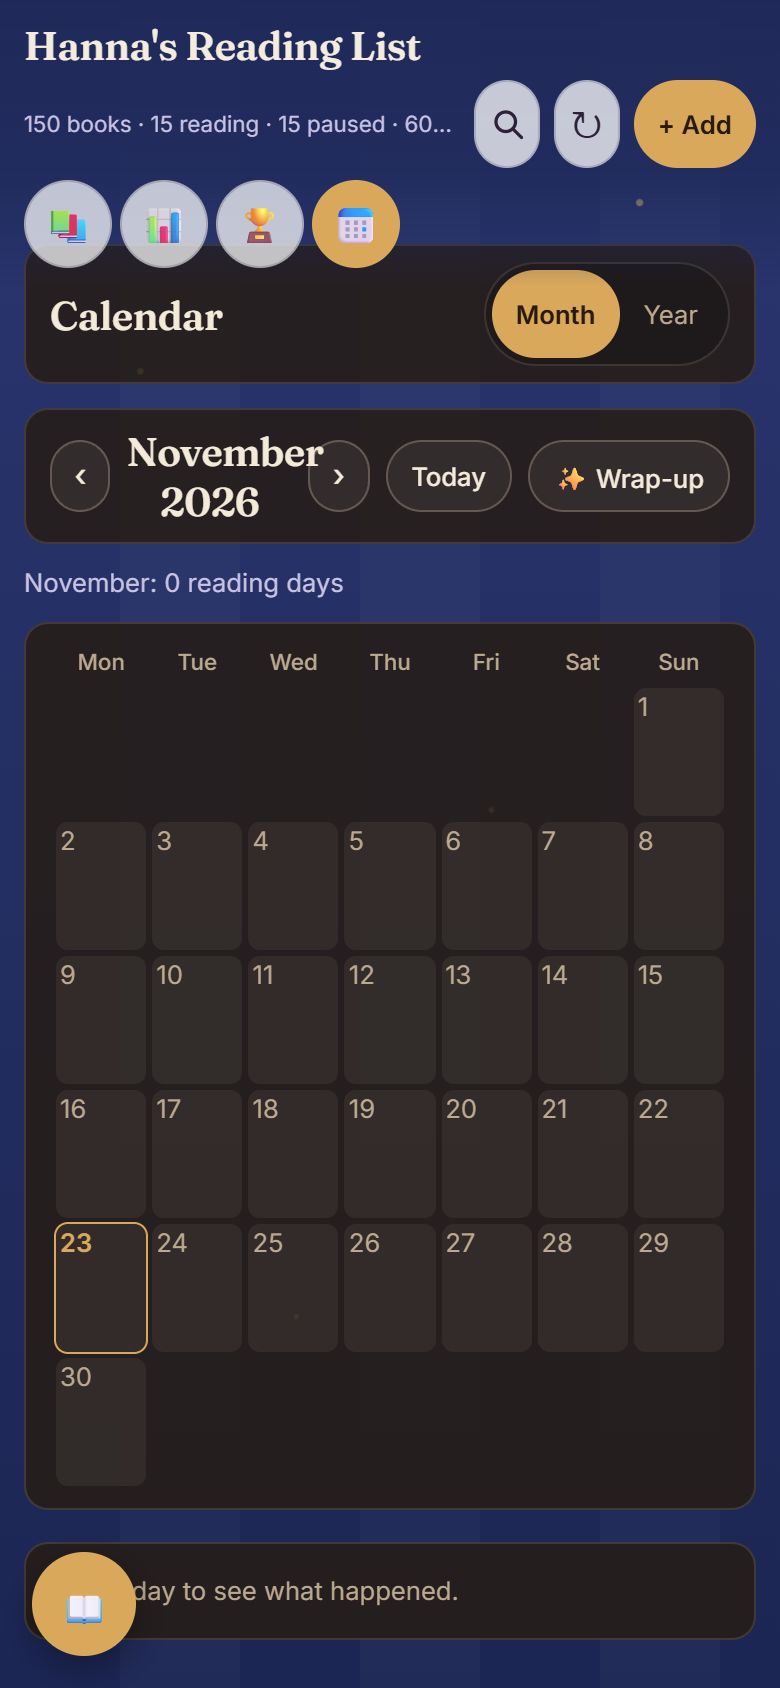 Hanna's Reading List
150 books · 15 reading · 15 paused · 60...
+ Add
Calendar
Month Year
‹ November 2026 › Today ✨ Wrap-up
November: 0 reading days
Mon Tue Wed Thu Fri Sat Sun
1
2 3 4 5 6 7 8
9 10 11 12 13 14 15
16 17 18 19 20 21 22
23 24 25 26 27 28 29
30
day to see what happened.